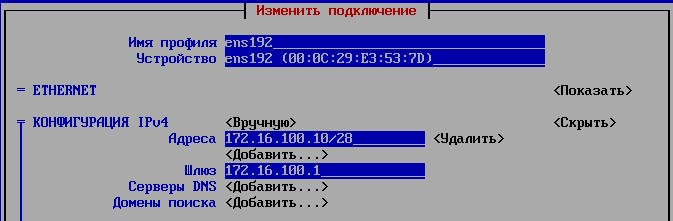 Изменить подключение
Имя профиля ens192
Устройство ens192 (00:0C:29:E3:53:7D)
= ETHERNET <Показать>
КОНФИГУРАЦИЯ IPv4 <Вручную> <Скрыть>
Адреса 172.16.100.10/28 <Удалить>
<Добавить...>
Шлюз 172.16.100.1
Серверы DNS <Добавить...>
Домены поиска <Добавить...>